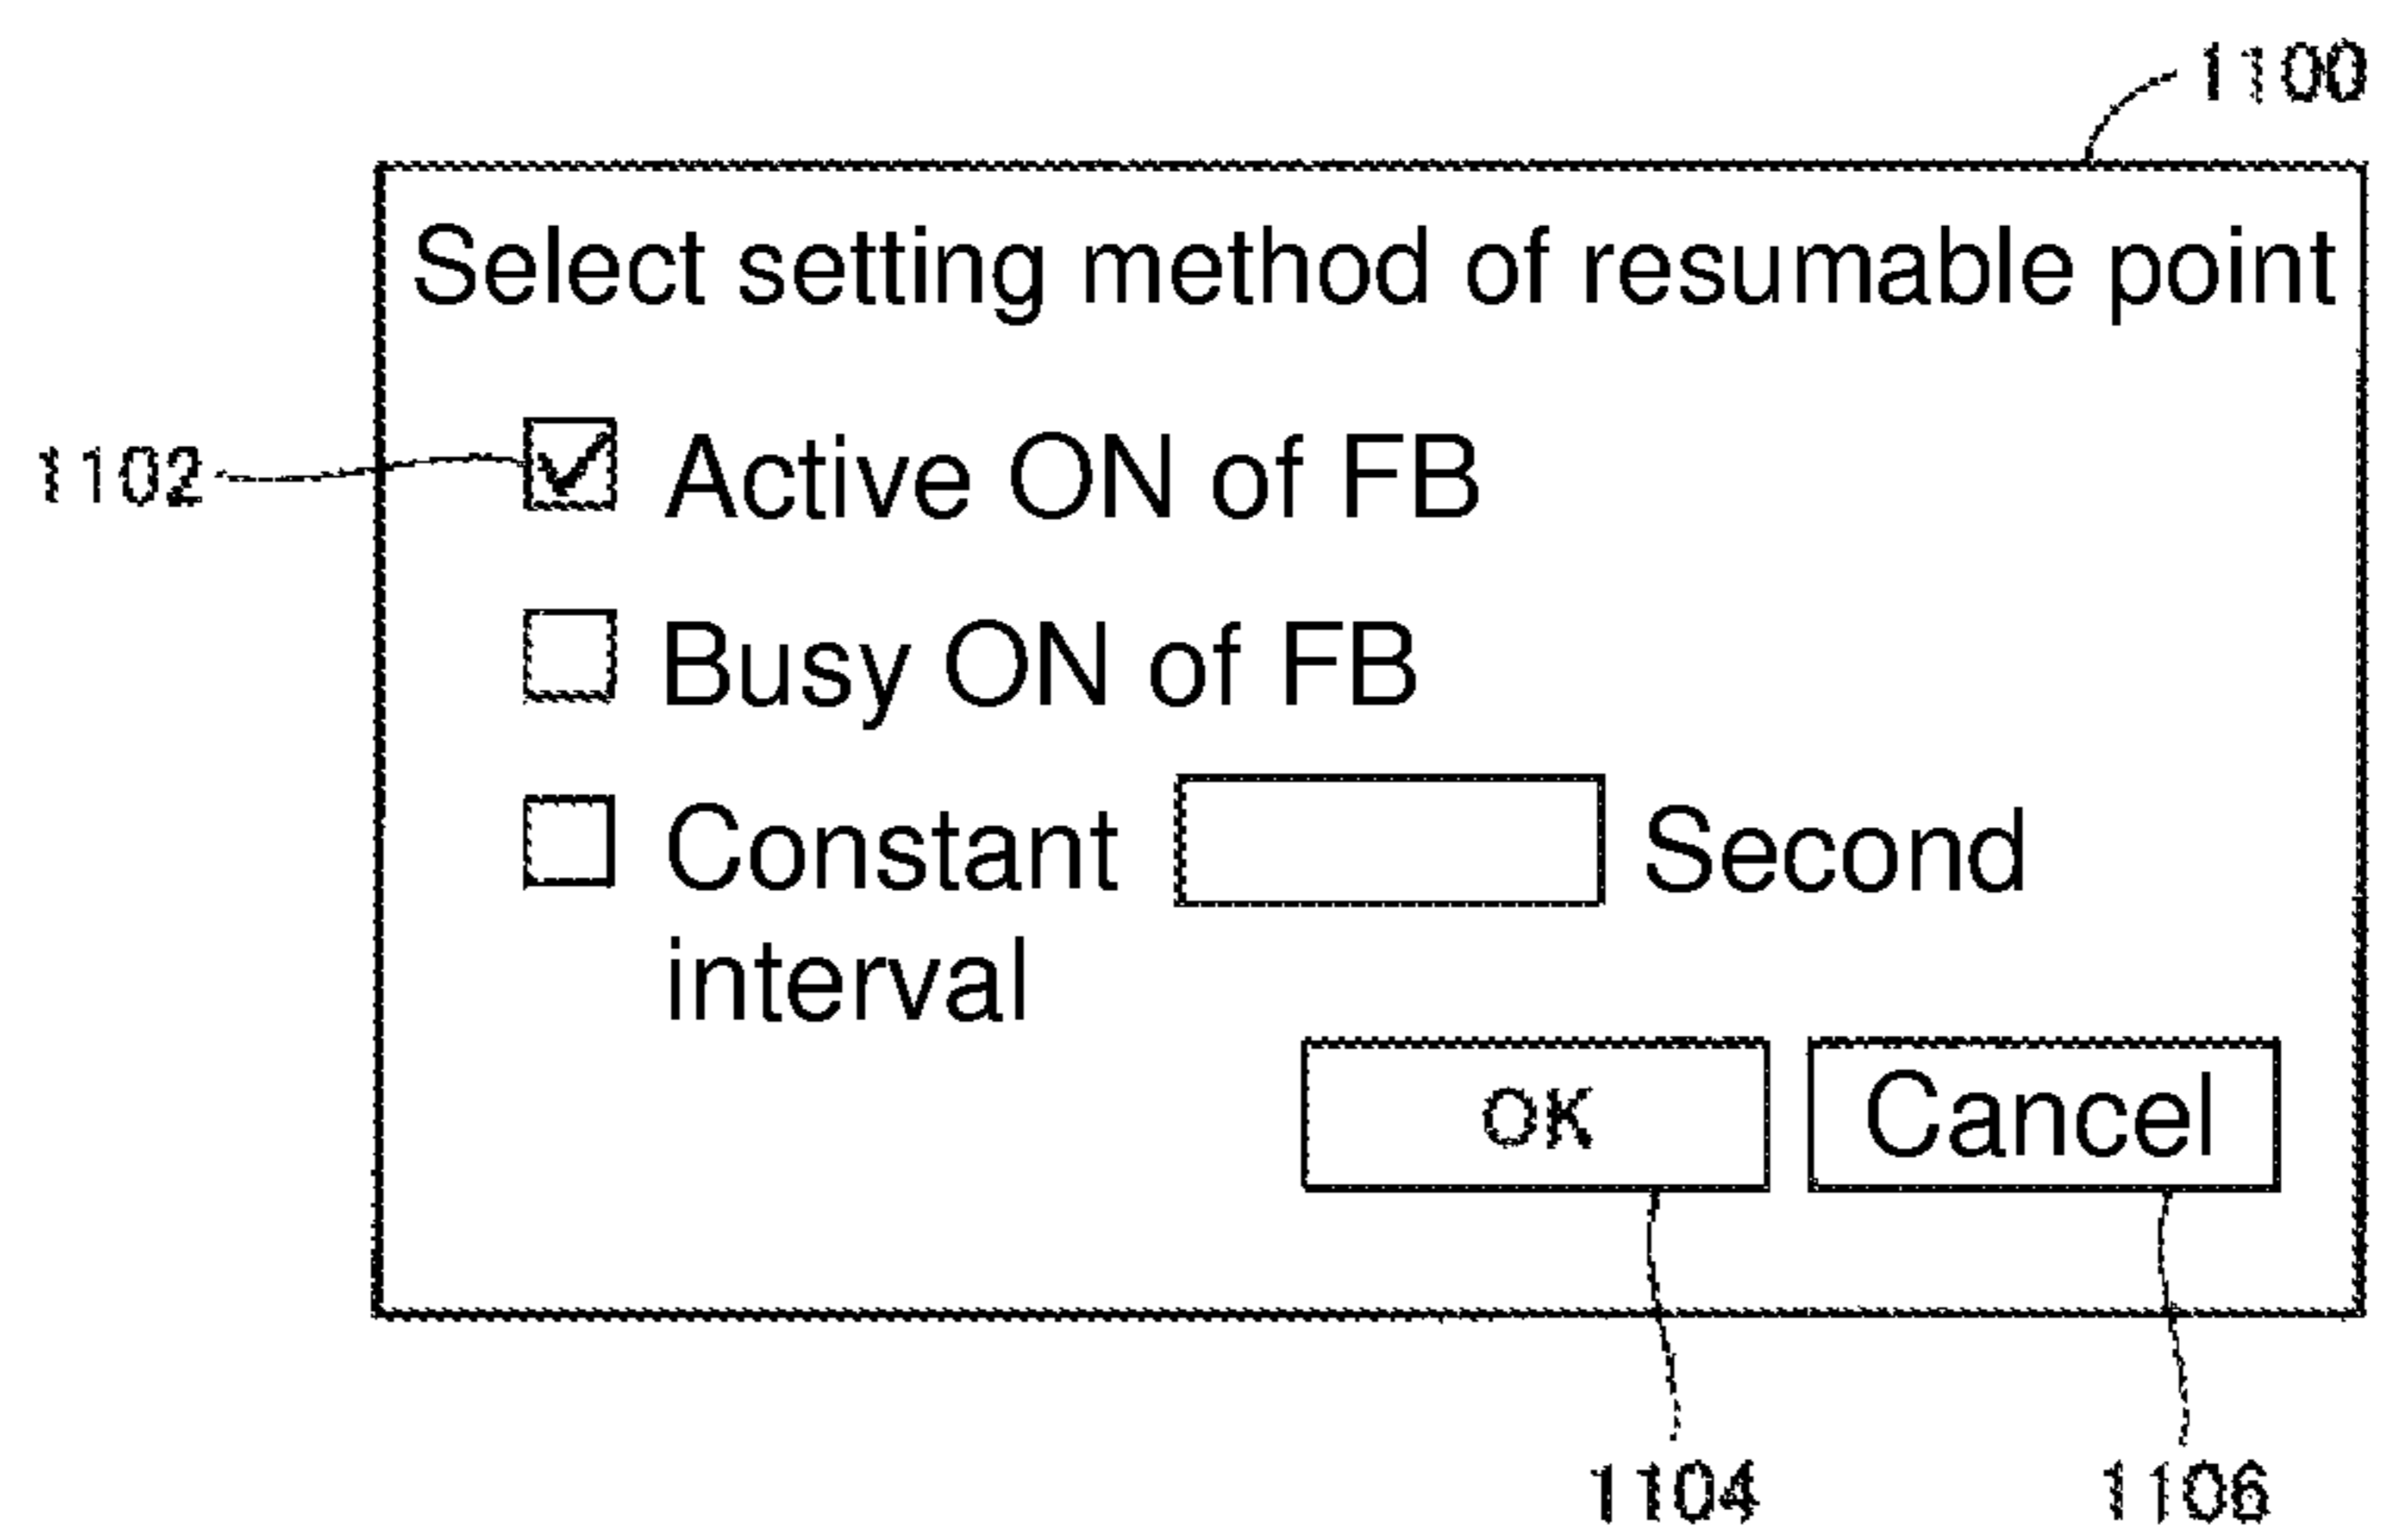 1100
Select setting method of resumable point
1102
Active ON of FB
Busy ON of FB
Constant Second
interval
OK Cancel
1104 1106